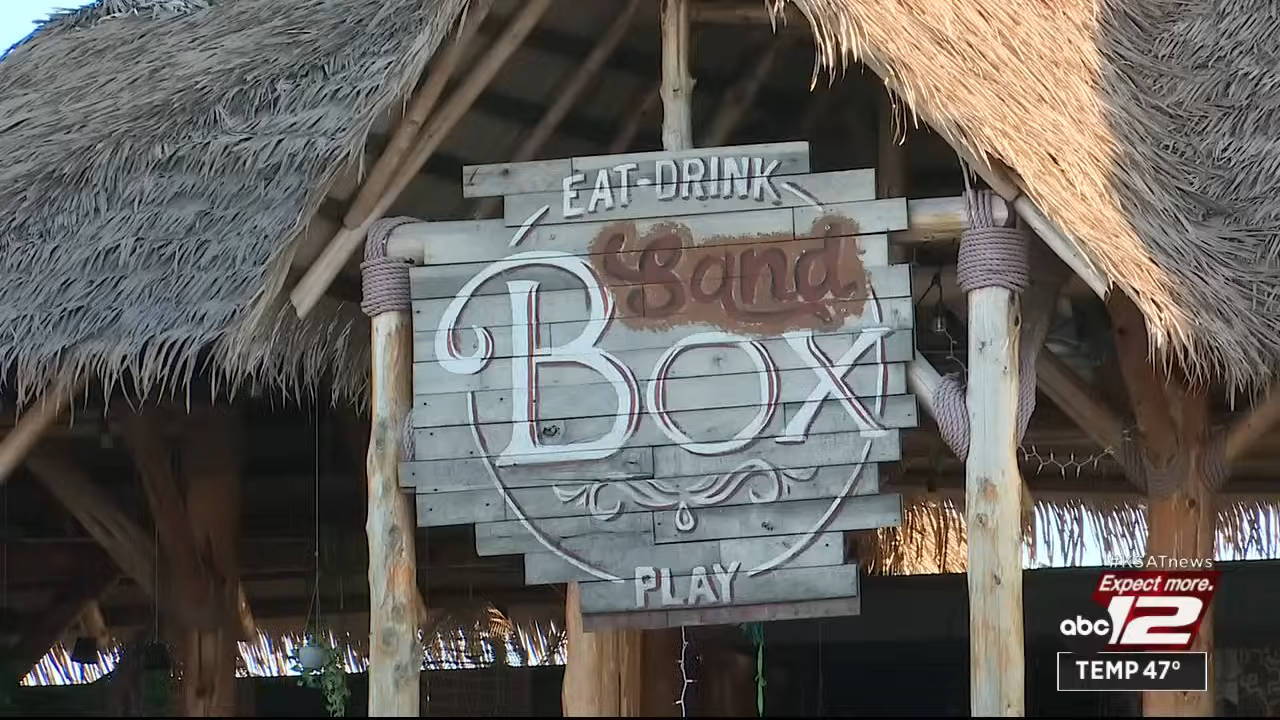 EAT-DRINK
Sand
Box
PLAY
#KSATnews
Expect more.
abc 12
TEMP 47°